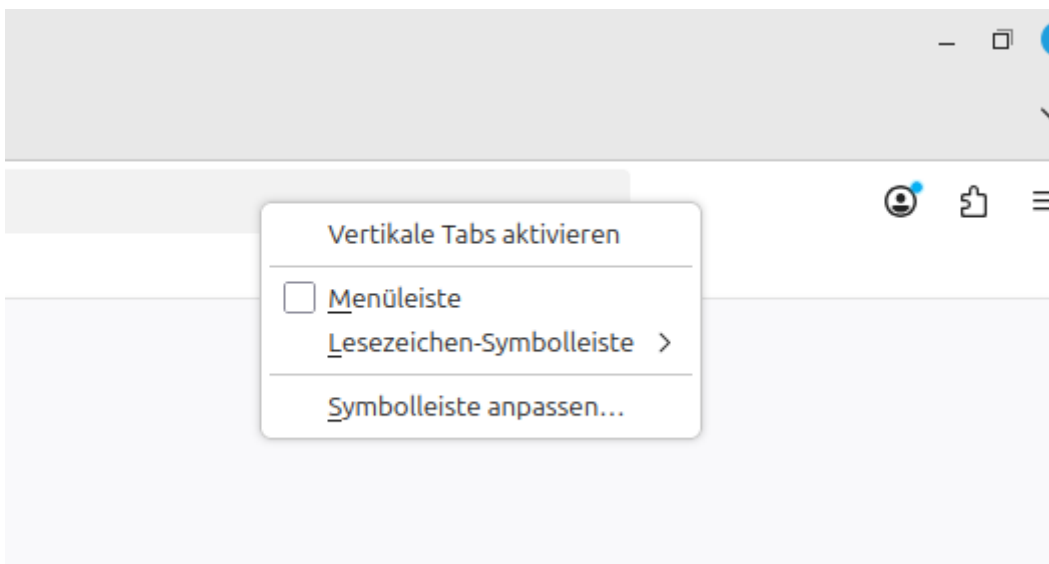 Vertikale Tabs aktivieren
Menüleiste
Lesezeichen-Symbolleiste
Symbolleiste anpassen…